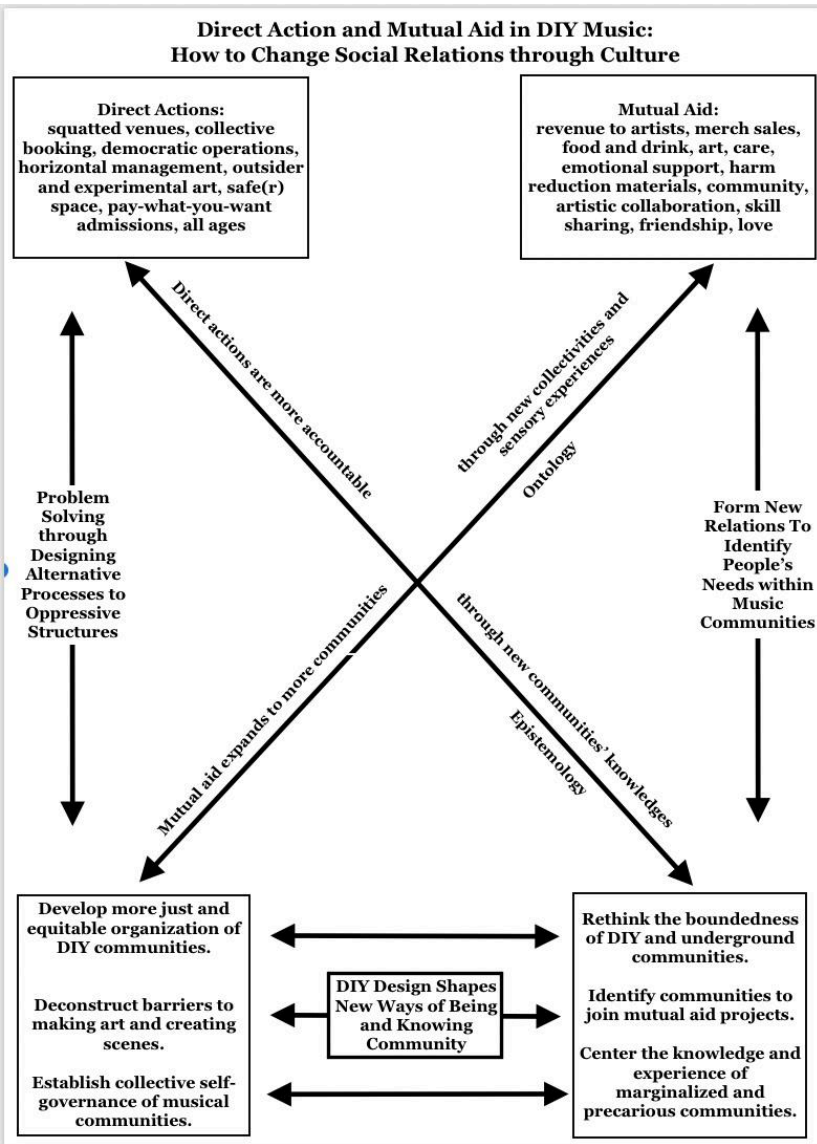 Direct Action and Mutual Aid in DIY Music:
How to Change Social Relations through Culture
Direct Actions:
squatted venues, collective
booking, democratic operations,
horizontal management, outsider
and experimental art, safe(r)
space, pay-what-you-want
admissions, all ages
Mutual Aid:
revenue to artists, merch sales,
food and drink, art, care,
emotional support, harm
reduction materials, community,
artistic collaboration, skill
sharing, friendship, love
Direct actions are more accountable
through new collectivities and
sensory experiences
Ontology
Problem
Solving
through
Designing
Alternative
Processes to
Oppressive
Structures
Form New
Relations To
Identify
People's
Needs within
Music
Communities
Mutual aid expands to more communities
through new communities' knowledges
Epistemology
Develop more just and
equitable organization of
DIY communities.
Deconstruct barriers to
making art and creating
scenes.
Establish collective self-
governance of musical
communities.
DIY Design Shapes
New Ways of Being
and Knowing
Community
Rethink the boundedness
of DIY and underground
communities.
Identify communities to
join mutual aid projects.
Center the knowledge and
experience of
marginalized and
precarious communities.